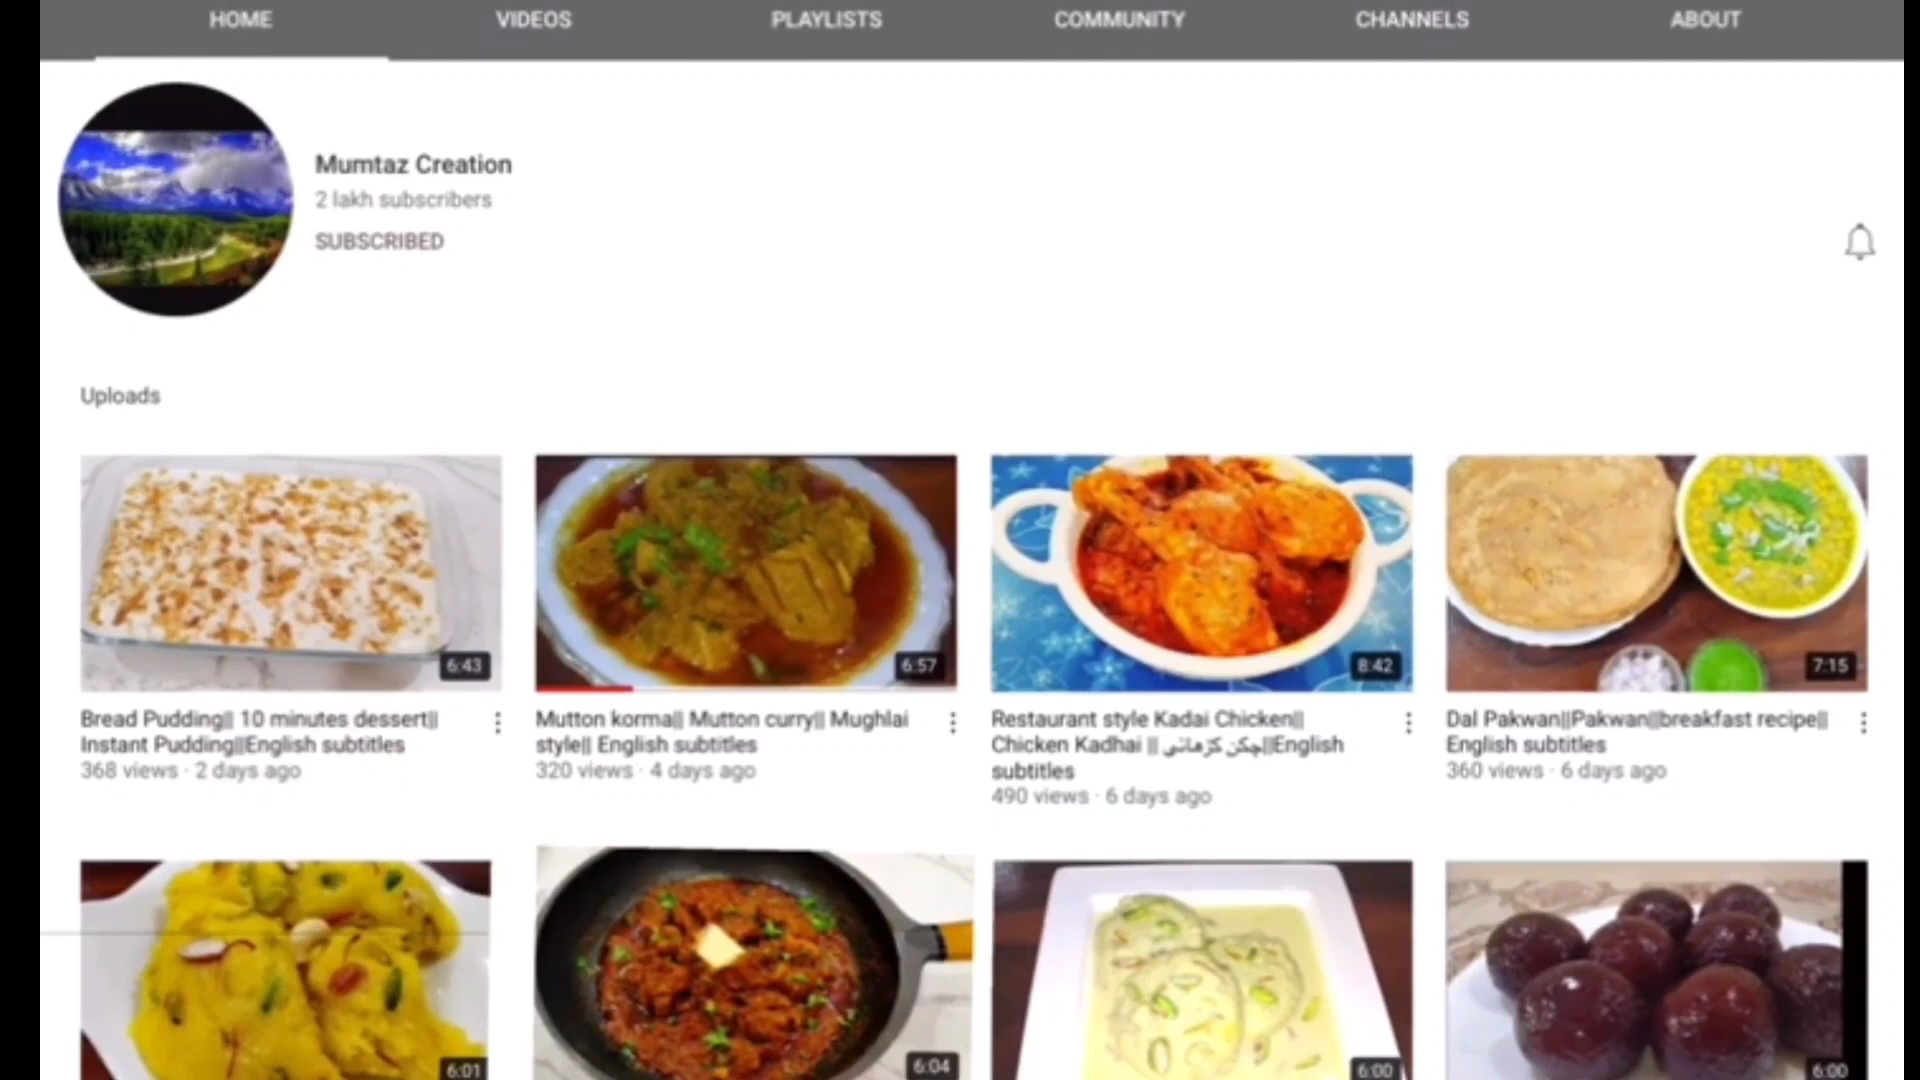 HOME VIDEOS PLAYLISTS COMMUNITY CHANNELS ABOUT
Mumtaz Creation
2 lakh subscribers
SUBSCRIBED
Uploads
6:43
Bread Pudding|| 10 minutes dessert||
Instant Pudding||English subtitles
368 views · 2 days ago
6:57
Mutton korma|| Mutton curry|| Mughlai
style|| English subtitles
320 views · 4 days ago
8:42
Restaurant style Kadai Chicken||
Chicken Kadhai || چکن کڑھائی||English
subtitles
490 views · 6 days ago
7:15
Dal Pakwan||Pakwan||breakfast recipe||
English subtitles
360 views · 6 days ago
6:01
6:04
6:00
6:00